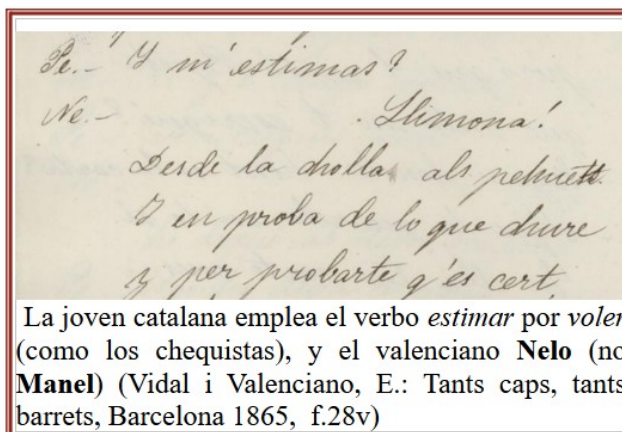 Pe.- Y m' estimas?
Ne.- . Llimona!
Desde la cholla als pehuets.
Y en proba de lo que chure
y per probarte q' es cert
La joven catalana emplea el verbo estimar por voler
(como los chequistas), y el valenciano Nelo (no
Manel) (Vidal i Valenciano, E.: Tants caps, tants
barrets, Barcelona 1865, f.28v)